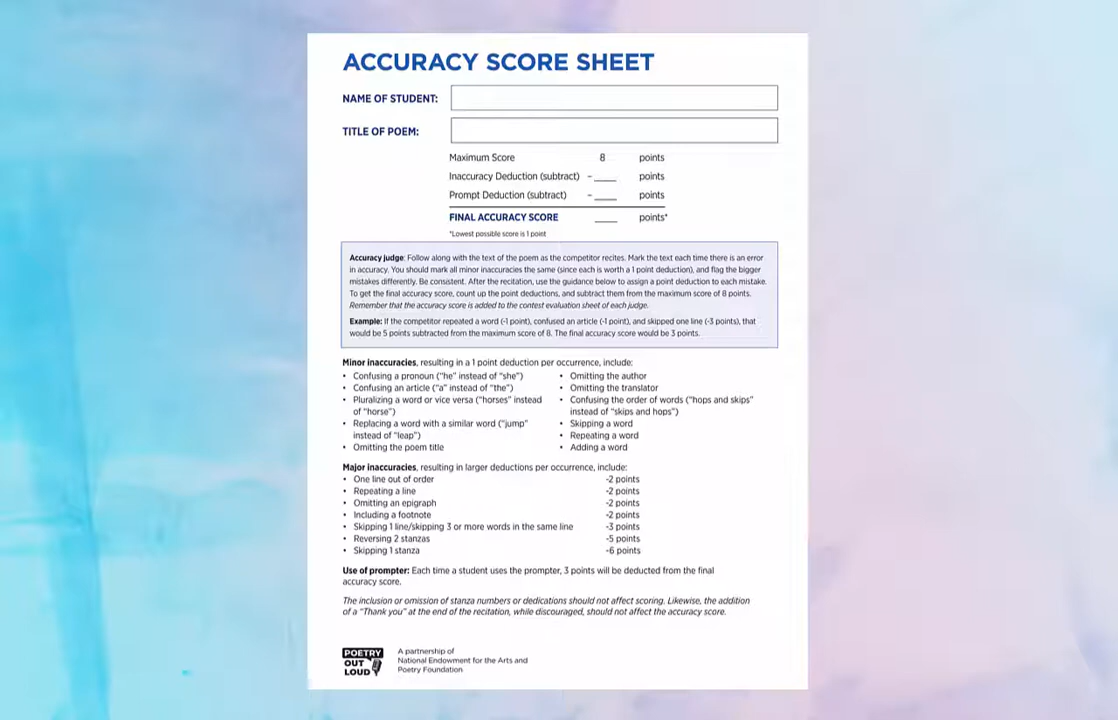 ACCURACY SCORE SHEET
NAME OF STUDENT:
TITLE OF POEM:
Maximum Score 8 points
Inaccuracy Deduction (subtract) -____ points
Prompt Deduction (subtract) -____ points
FINAL ACCURACY SCORE ____ points*
*Lowest possible score is 1 point
Accuracy judge: Follow along with the text of the poem as the competitor recites. Mark the text each time there is an error
in accuracy. You should mark all minor inaccuracies the same (since each is worth a 1 point deduction), and flag the bigger
mistakes differently. Be consistent. After the recitation, use the guidance below to assign a point deduction to each mistake.
To get the final accuracy score, count up the point deductions, and subtract them from the maximum score of 8 points.
Remember that the accuracy score is added to the contest evaluation sheet of each judge.
Example: If the competitor repeated a word (-1 point), confused an article (-1 point), and skipped one line (-3 points), that
would be 5 points subtracted from the maximum score of 8. The final accuracy score would be 3 points.
Minor inaccuracies, resulting in a 1 point deduction per occurrence, include:
• Confusing a pronoun ("he" instead of "she")
• Confusing an article ("a" instead of "the")
• Pluralizing a word or vice versa ("horses" instead
of "horse")
• Replacing a word with a similar word ("jump"
instead of "leap")
• Omitting the poem title
• Omitting the author
• Omitting the translator
• Confusing the order of words ("hops and skips"
instead of "skips and hops")
• Skipping a word
• Repeating a word
• Adding a word
Major inaccuracies, resulting in larger deductions per occurrence, include:
• One line out of order -2 points
• Repeating a line -2 points
• Omitting an epigraph -2 points
• Including a footnote -2 points
• Skipping 1 line/skipping 3 or more words in the same line -3 points
• Reversing 2 stanzas -5 points
• Skipping 1 stanza -6 points
Use of prompter: Each time a student uses the prompter, 3 points will be deducted from the final
accuracy score.
The inclusion or omission of stanza numbers or dedications should not affect scoring. Likewise, the addition
of a "Thank you" at the end of the recitation, while discouraged, should not affect the accuracy score.
POETRY
OUT
LOUD
A partnership of
National Endowment for the Arts and
Poetry Foundation